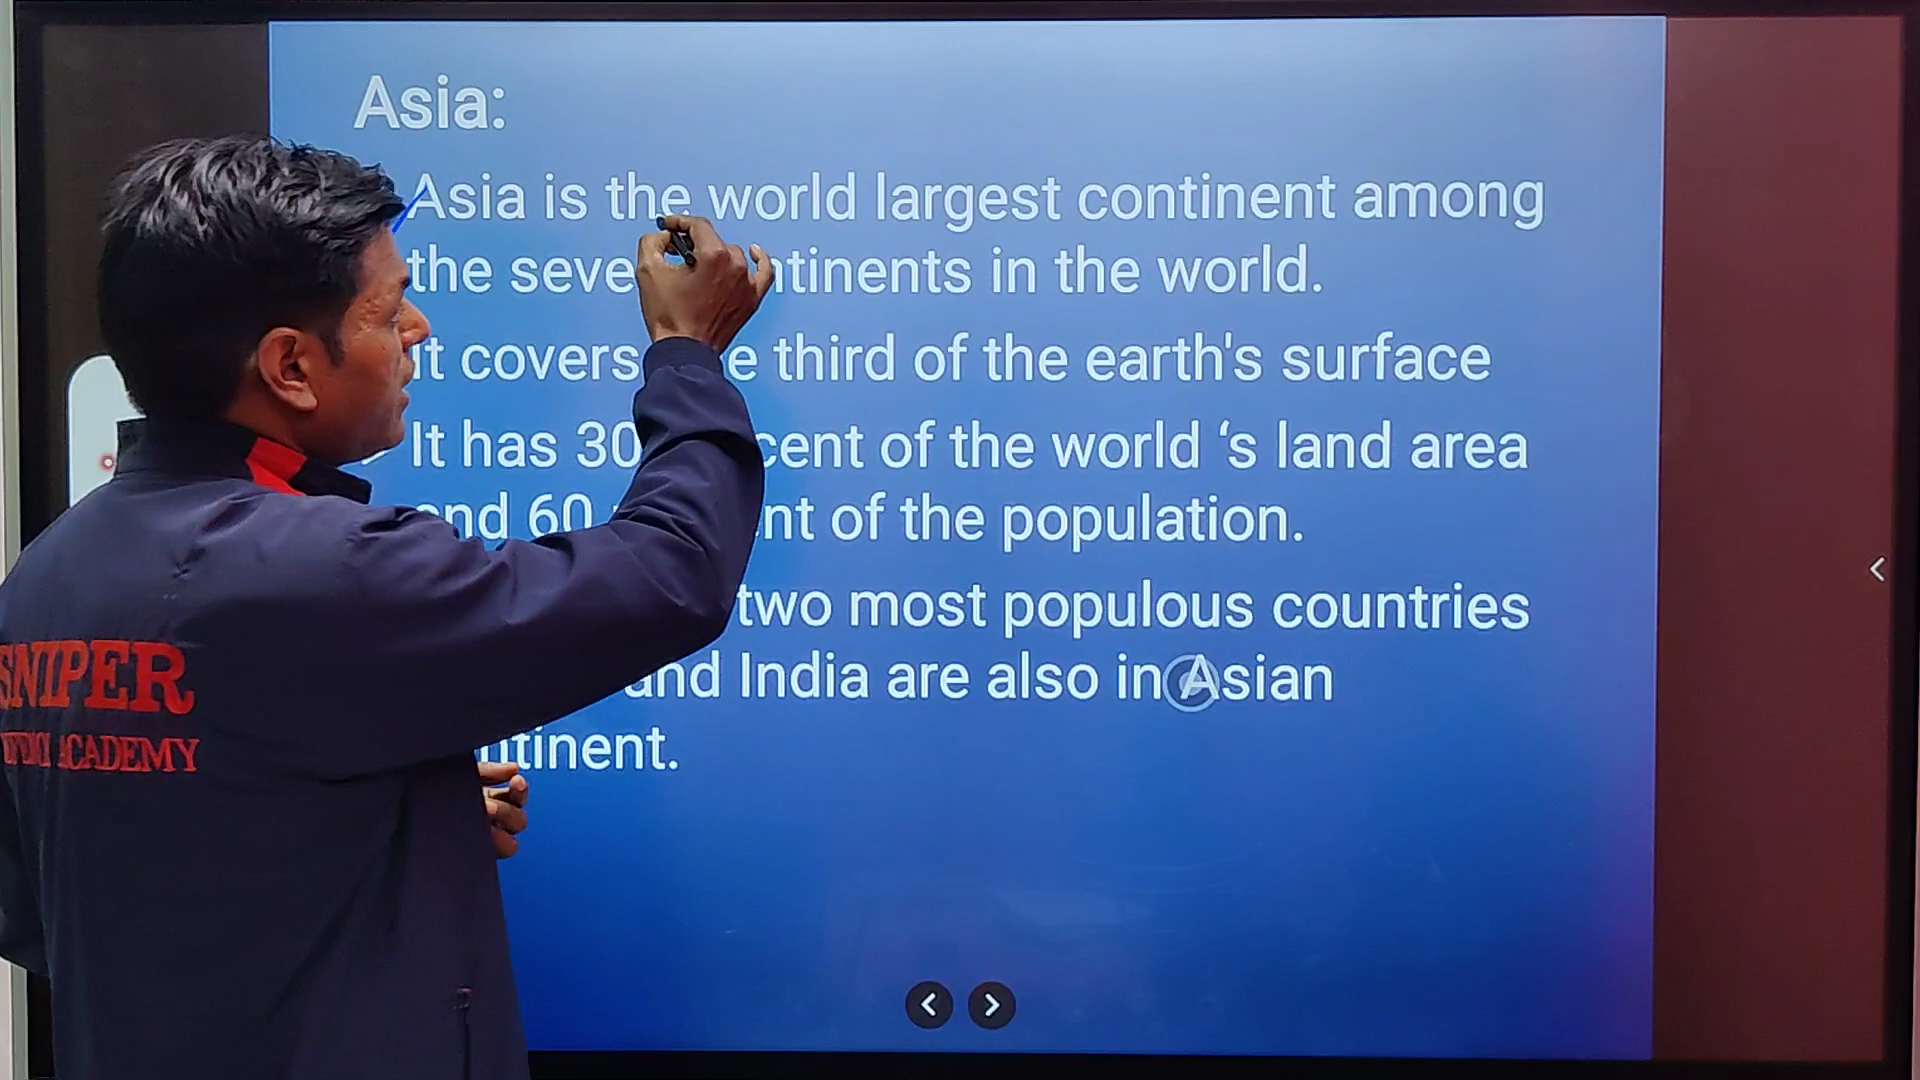 Asia:
Asia is the world largest continent among
the seve ntinents in the world.
It covers e third of the earth's surface
It has 30 cent of the world ‘s land area
and 60 nt of the population.
two most populous countries
and India are also in Asian
ntinent.
SNIPER
ACADEMY